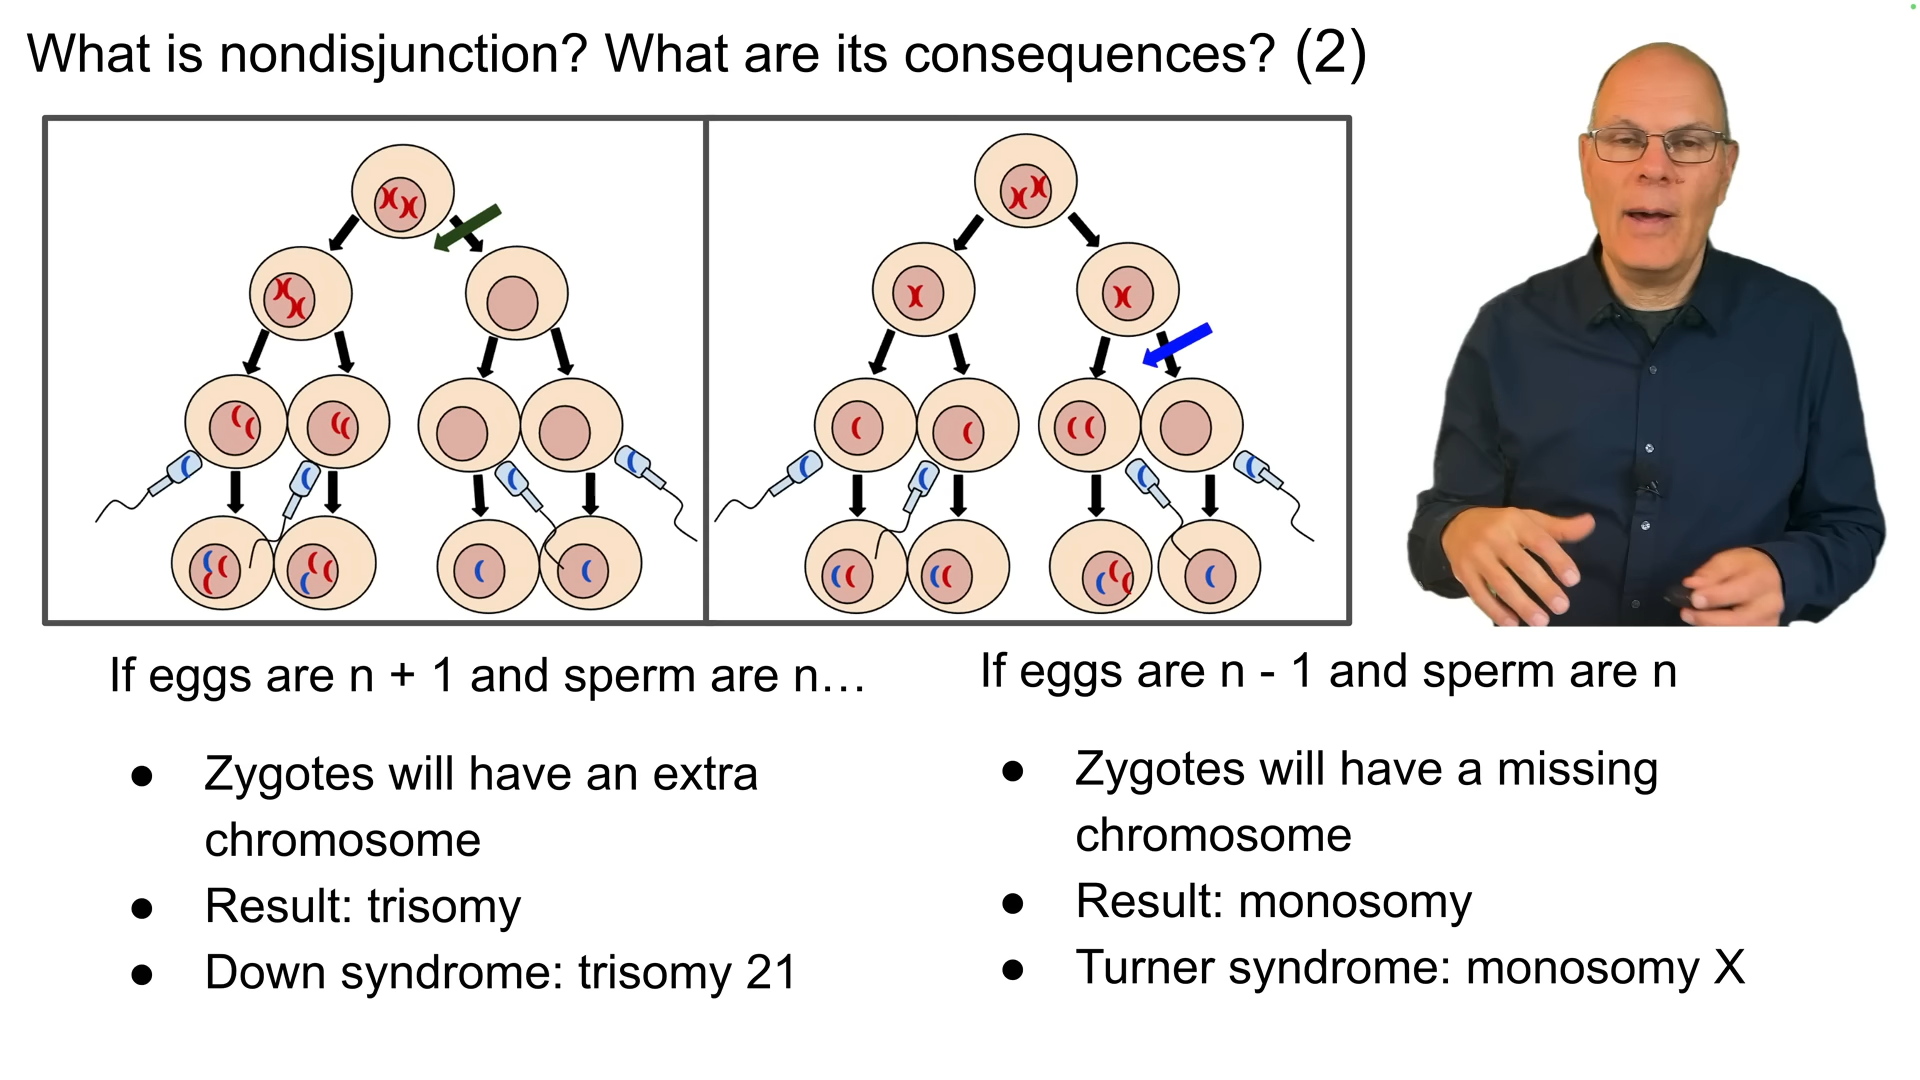 What is nondisjunction? What are its consequences? (2)
If eggs are n + 1 and sperm are n…
● Zygotes will have an extra
chromosome
● Result: trisomy
● Down syndrome: trisomy 21
If eggs are n - 1 and sperm are n
● Zygotes will have a missing
chromosome
● Result: monosomy
● Turner syndrome: monosomy X